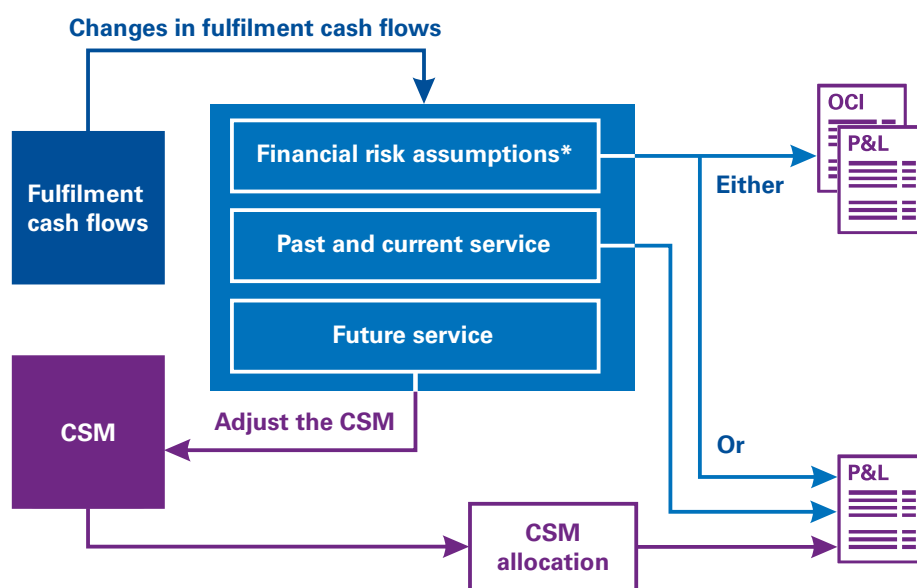 Changes in fulfilment cash flows
Fulfilment
cash flows
Financial risk assumptions*
Past and current service
Future service
OCI
P&L
Either
CSM
Adjust the CSM
Or
P&L
CSM
allocation